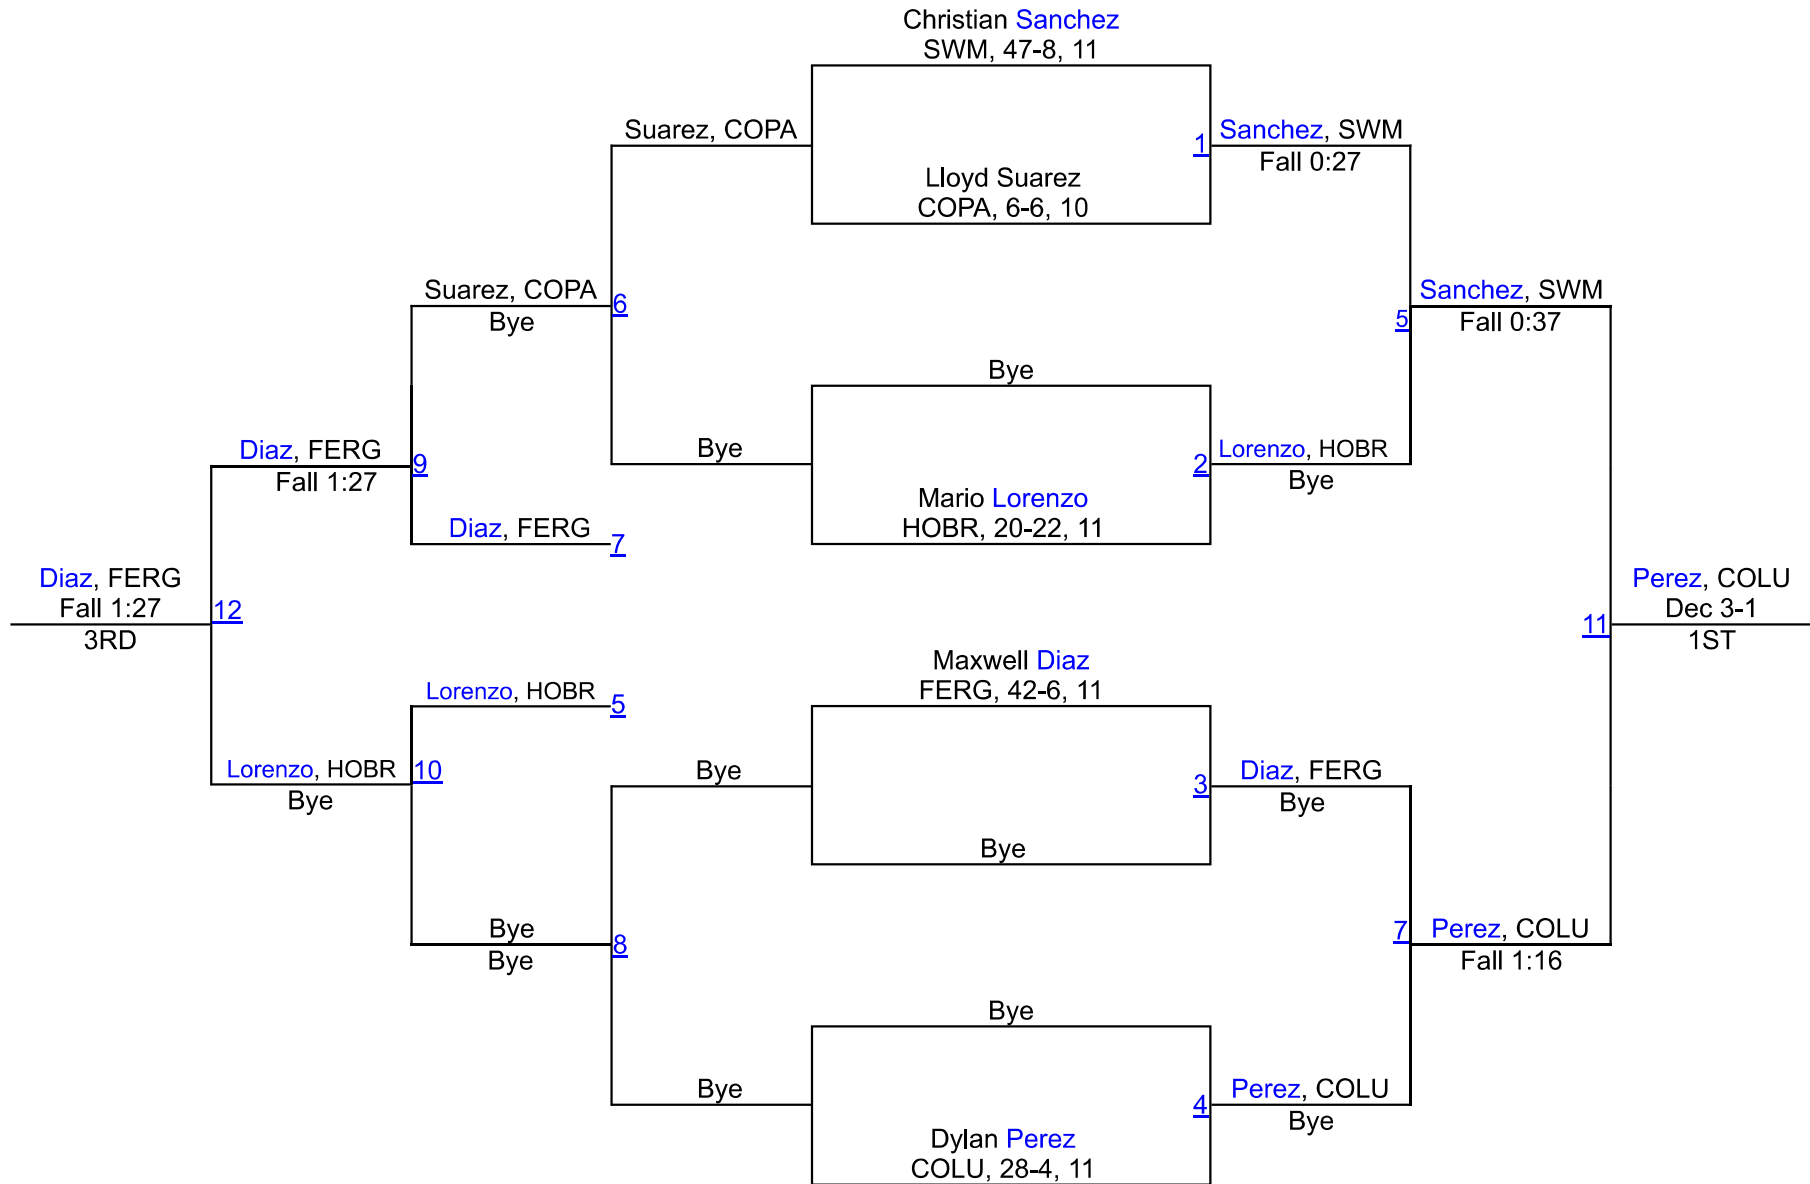 Christian Sanchez
SWM, 47-8, 11
Suarez, COPA
1
Sanchez, SWM
Fall 0:27
Lloyd Suarez
COPA, 6-6, 10
Suarez, COPA
Bye
6
Sanchez, SWM
Fall 0:37
5
Bye
Diaz, FERG
Fall 1:27
9
Bye
2
Lorenzo, HOBR
Bye
Mario Lorenzo
HOBR, 20-22, 11
Diaz, FERG
7
Diaz, FERG
Fall 1:27
3RD
12
Perez, COLU
Dec 3-1
1ST
11
Maxwell Diaz
FERG, 42-6, 11
Lorenzo, HOBR
5
Lorenzo, HOBR
Bye
10
Bye
3
Diaz, FERG
Bye
Bye
Bye
Bye
8
7
Perez, COLU
Fall 1:16
Bye
Bye
4
Perez, COLU
Bye
Dylan Perez
COLU, 28-4, 11